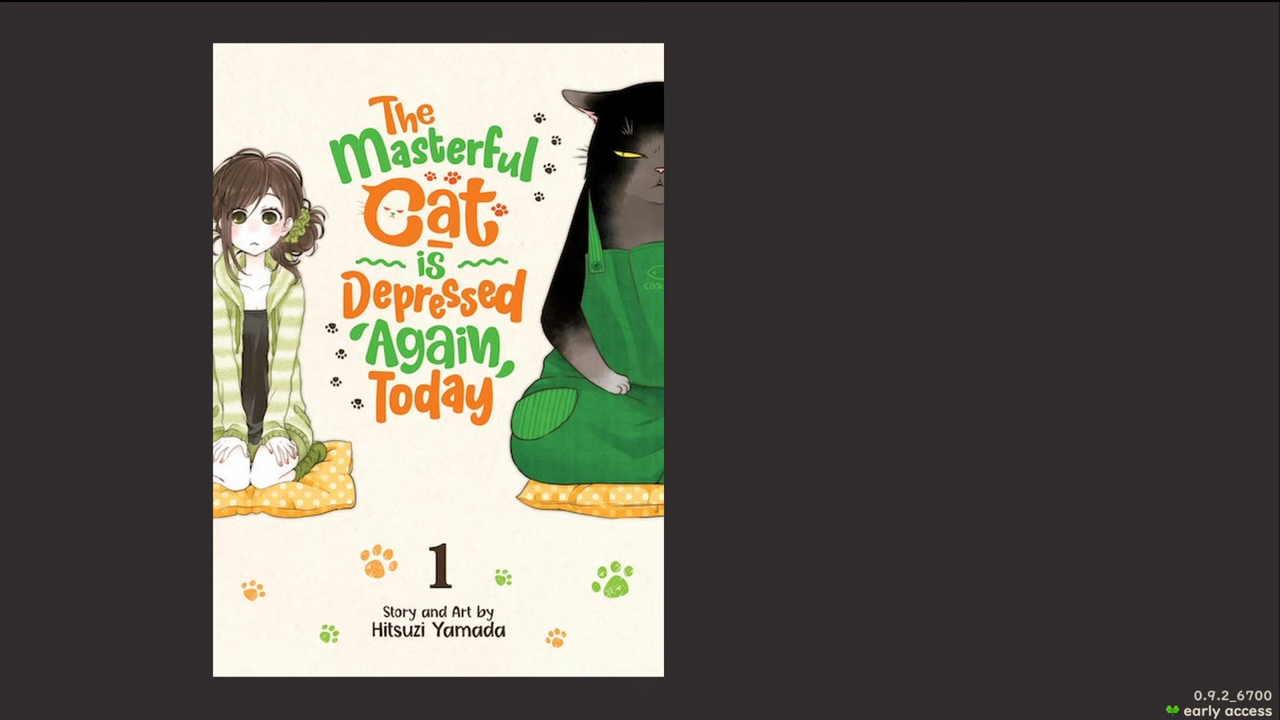 The
Masterful
Cat
is
Depressed
Again,
Today
1
Story and Art by
Hitsuzi Yamada
0.9.2_6700
early access